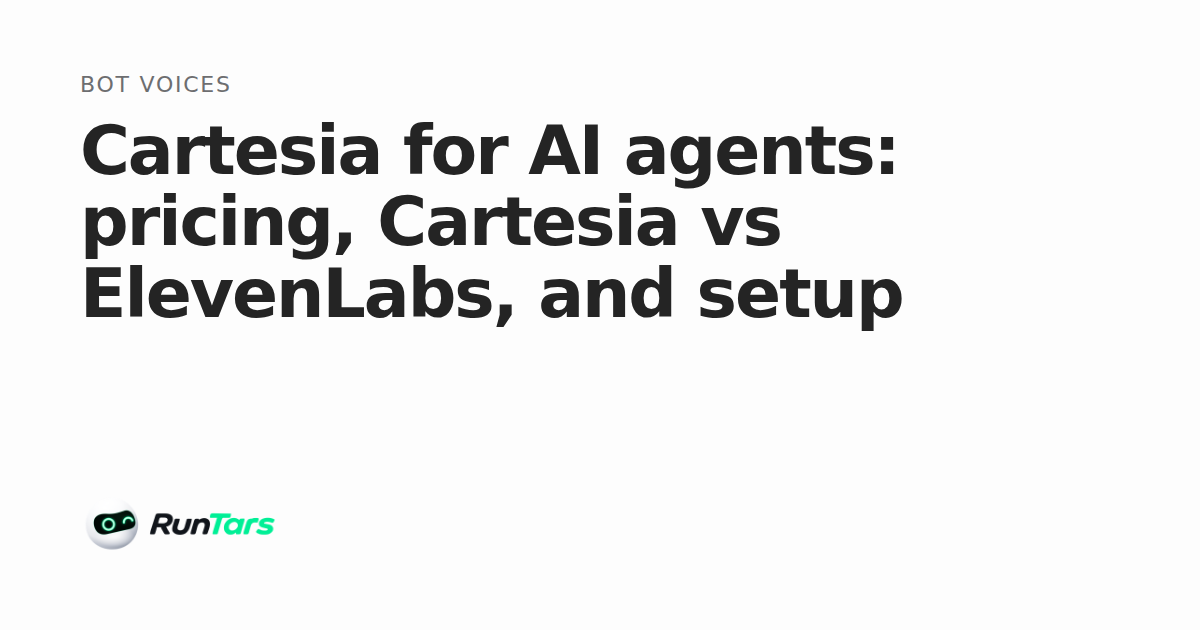 BOT VOICES
Cartesia for AI agents:
pricing, Cartesia vs
ElevenLabs, and setup
RunTars